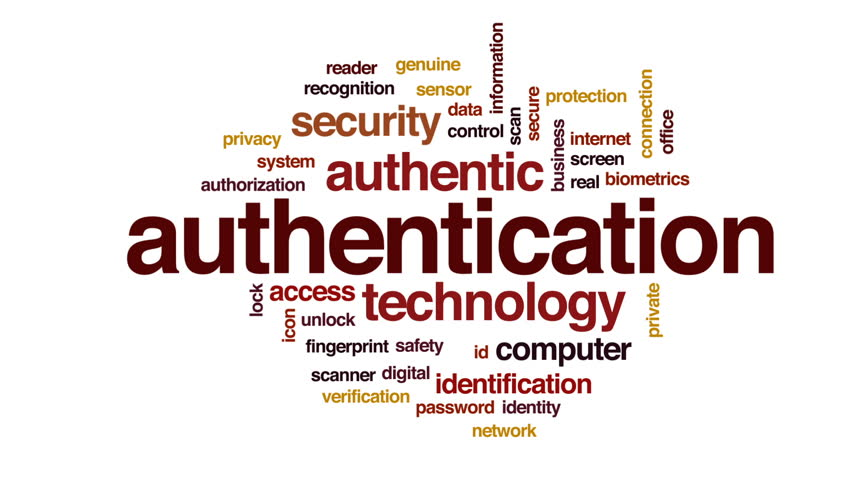 information
reader
genuine
recognition
sensor
data
scan
secure
protection
connection
security
control
business
internet
office
privacy
screen
system
authentic
real
biometrics
authorization
authentication
lock
access
technology
private
icon
unlock
fingerprint
safety
id
computer
scanner
digital
identification
verification
password
identity
network